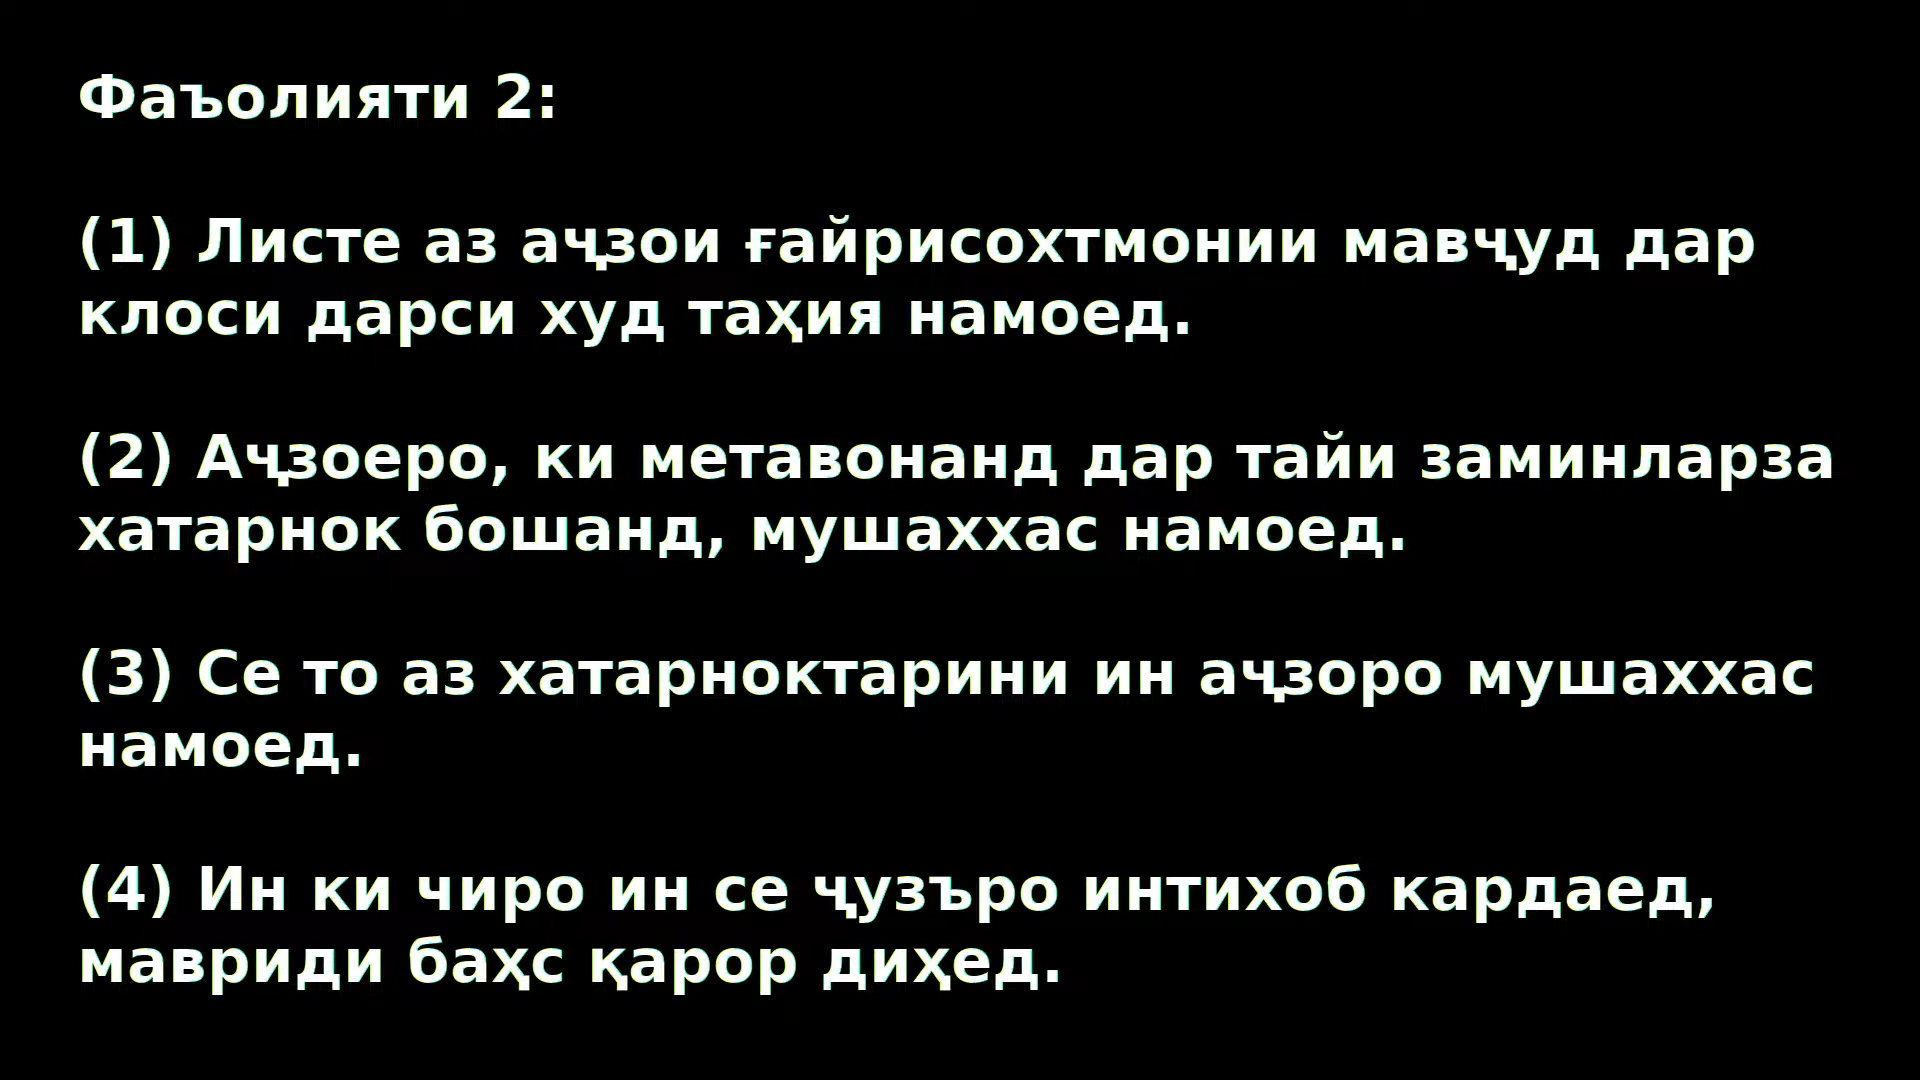 Фаъолияти 2:
(1) Листе аз аҷзои ғайрисохтмонии мавҷуд дар
клоси дарси худ таҳия намоед.
(2) Аҷзоеро, ки метавонанд дар тайи заминларза
хатарнок бошанд, мушаххас намоед.
(3) Се то аз хатарноктарини ин аҷзоро мушаххас
намоед.
(4) Ин ки чиро ин се ҷузъро интихоб кардаед,
мавриди баҳс қарор диҳед.